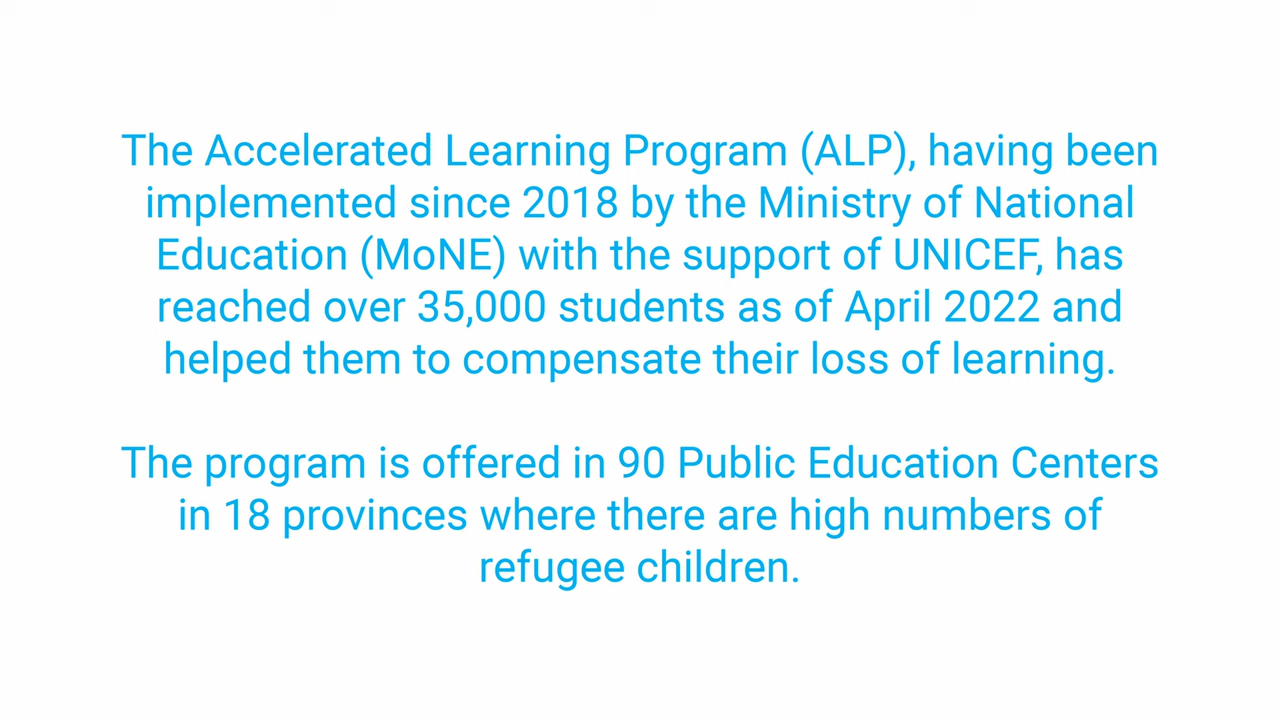 The Accelerated Learning Program (ALP), having been
implemented since 2018 by the Ministry of National
Education (MoNE) with the support of UNICEF, has
reached over 35,000 students as of April 2022 and
helped them to compensate their loss of learning.
The program is offered in 90 Public Education Centers
in 18 provinces where there are high numbers of
refugee children.